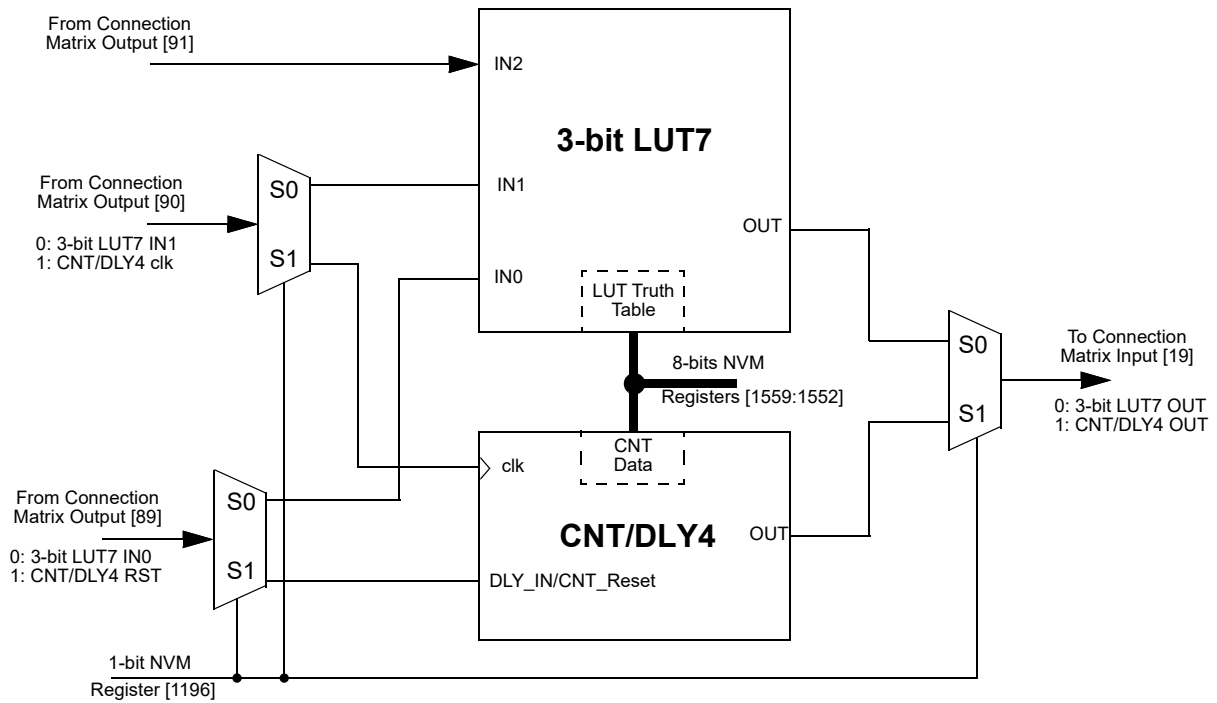 From Connection
Matrix Output [91]
IN2
3-bit LUT7
From Connection
Matrix Output [90]
0: 3-bit LUT7 IN1
1: CNT/DLY4 clk
S0
S1
IN1
IN0
OUT
LUT Truth
Table
8-bits NVM
Registers [1559:1552]
S0
S1
To Connection
Matrix Input [19]
0: 3-bit LUT7 OUT
1: CNT/DLY4 OUT
CNT
Data
clk
CNT/DLY4
OUT
DLY_IN/CNT_Reset
From Connection
Matrix Output [89]
0: 3-bit LUT7 IN0
1: CNT/DLY4 RST
S0
S1
1-bit NVM
Register [1196]